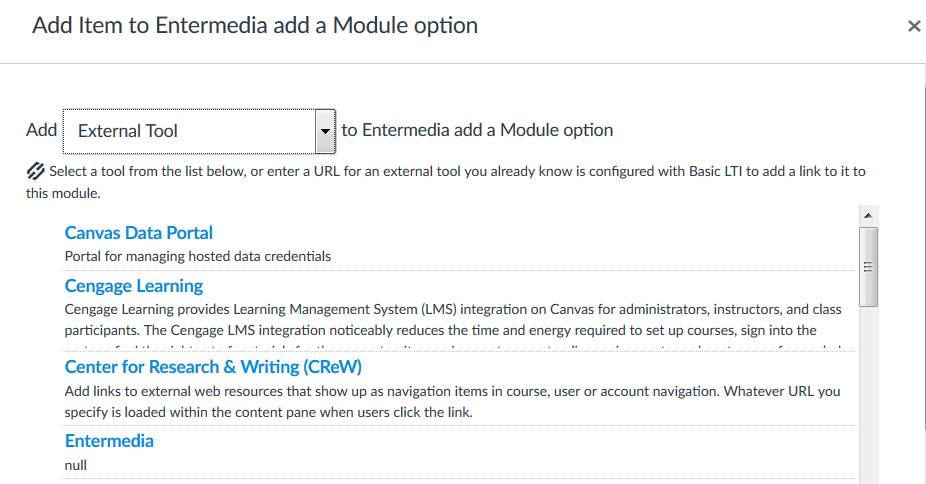 Add Item to Entermedia add a Module option
×
Add External Tool to Entermedia add a Module option
Select a tool from the list below, or enter a URL for an external tool you already know is configured with Basic LTI to add a link to it to
this module.
Canvas Data Portal
Portal for managing hosted data credentials
Cengage Learning
Cengage Learning provides Learning Management System (LMS) integration on Canvas for administrators, instructors, and class
participants. The Cengage LMS integration noticeably reduces the time and energy required to set up courses, sign into the
Center for Research & Writing (CReW)
Add links to external web resources that show up as navigation items in course, user or account navigation. Whatever URL you
specify is loaded within the content pane when users click the link.
Entermedia
null